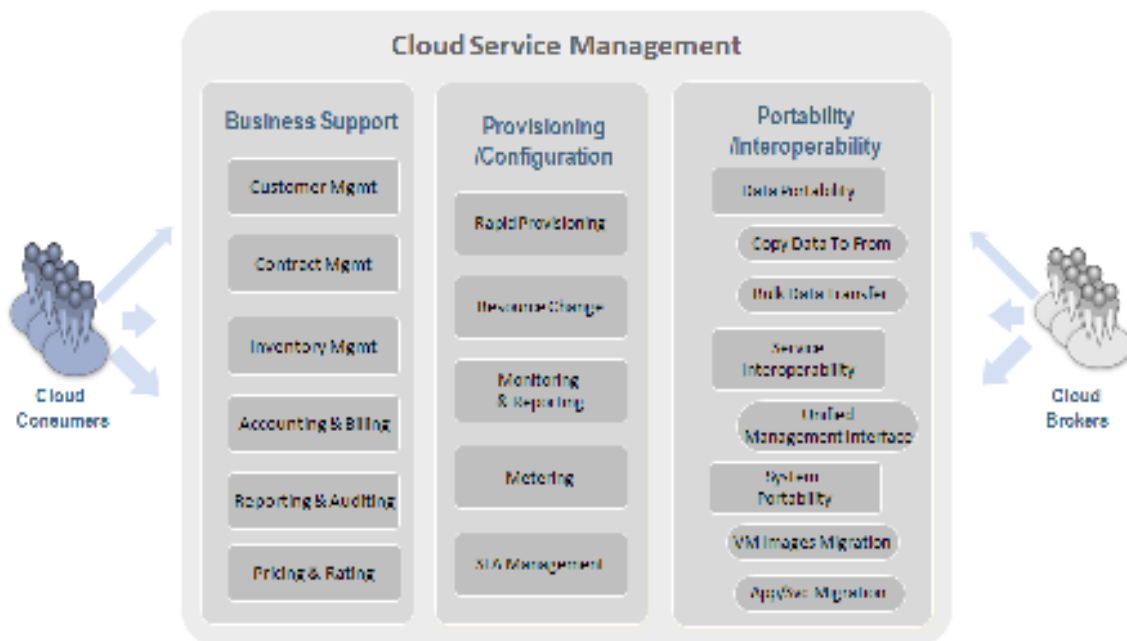 Cloud Service Management
Business Support
Customer Mgmt
Contract Mgmt
Inventory Mgmt
Accounting & Billing
Reporting & Auditing
Pricing & Rating
Provisioning
/Configuration
Rapid Provisioning
Resource Change
Monitoring
& Reporting
Metering
SLA Management
Portability
/Interoperability
Data Portability
Copy Data To From
Bulk Data Transfer
Service
Interoperability
Unified
Management Interface
System
Portability
VM Images Migration
App/Svc Migration
Cloud
Consumers
Cloud
Brokers